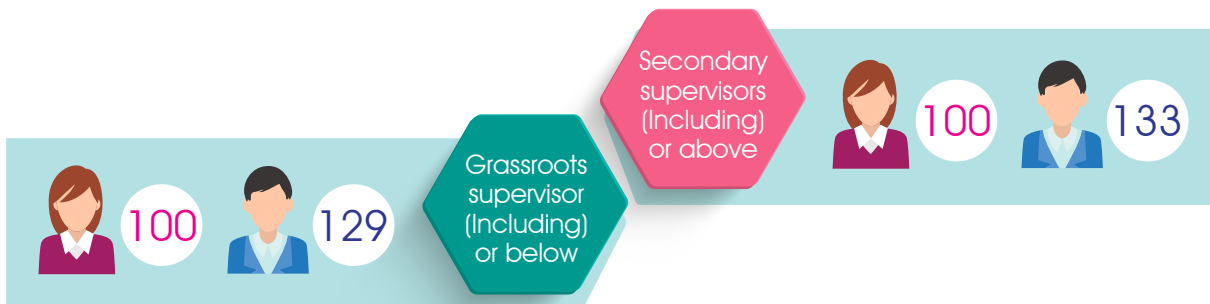 Secondary
supervisors
(Including)
or above
100
133
100
129
Grassroots
supervisor
(Including)
or below